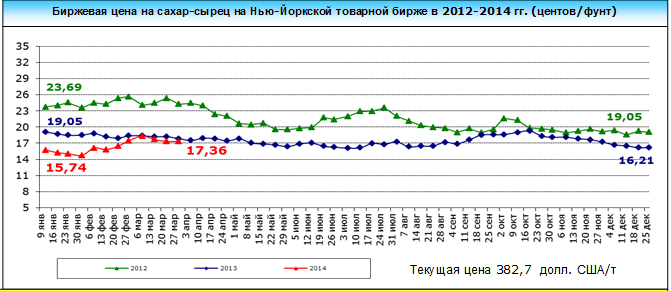 Биржевая цена на сахар-сырец на Нью-Йоркской товарной бирже в 2012-2014 гг. (центов/фунт)
35
32
29
26
23
20
17
14
11
8
5
23,69
19,05
15,74
17,36
19,05
16,21
9 янв
16 янв
23 янв
30 янв
6 фев
13 фев
20 фев
27 фев
6 мар
13 мар
20 мар
27 мар
3 апр
10 апр
17 апр
24 апр
1 май
8 май
15 май
22 май
29 май
5 июн
12 июн
19 июн
26 июн
3 июл
10 июл
17 июл
24 июл
31 июл
7 авг
14 авг
21 авг
28 авг
4 сен
11 сен
18 сен
25 сен
2 окт
9 окт
16 окт
23 окт
30 окт
6 ноя
13 ноя
20 ноя
27 ноя
4 дек
11 дек
18 дек
25 дек
2012
2013
2014
Текущая цена 382,7 долл. США/т